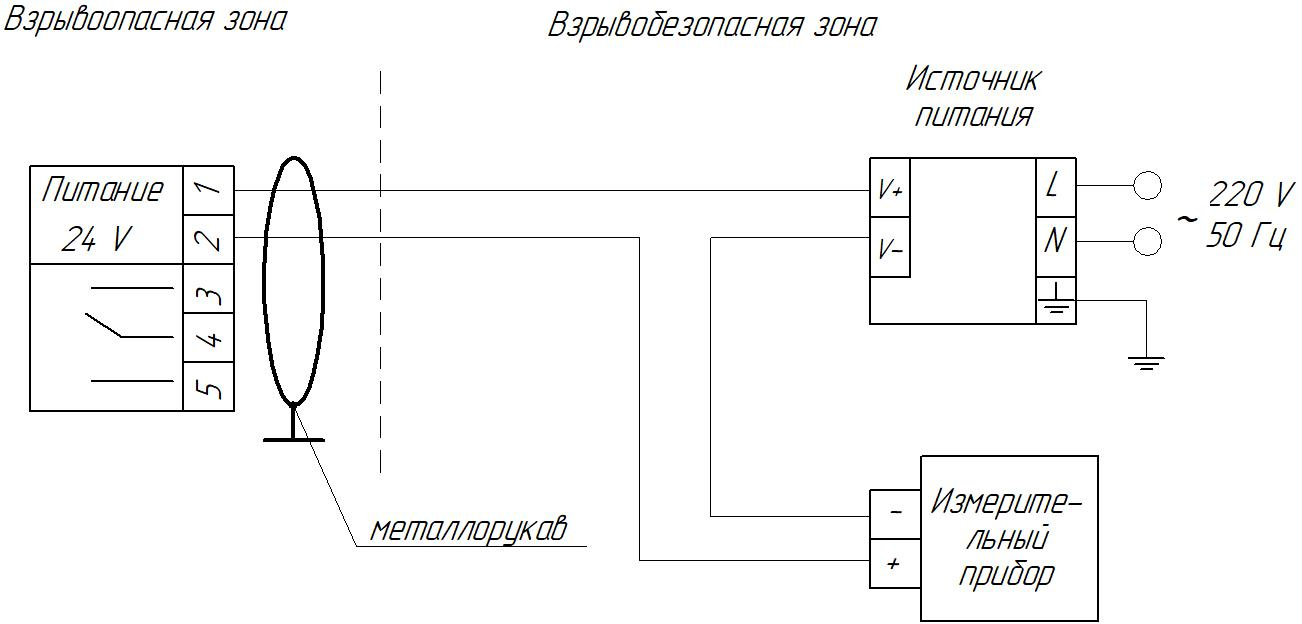 Взрывоопасная зона
Взрывобезопасная зона
Источник
питания
Питание
24 V
1
2
3
4
5
V+
V-
L
N
220 V
~
50 Гц
металлорукав
-
+
Измерите-
льный
прибор